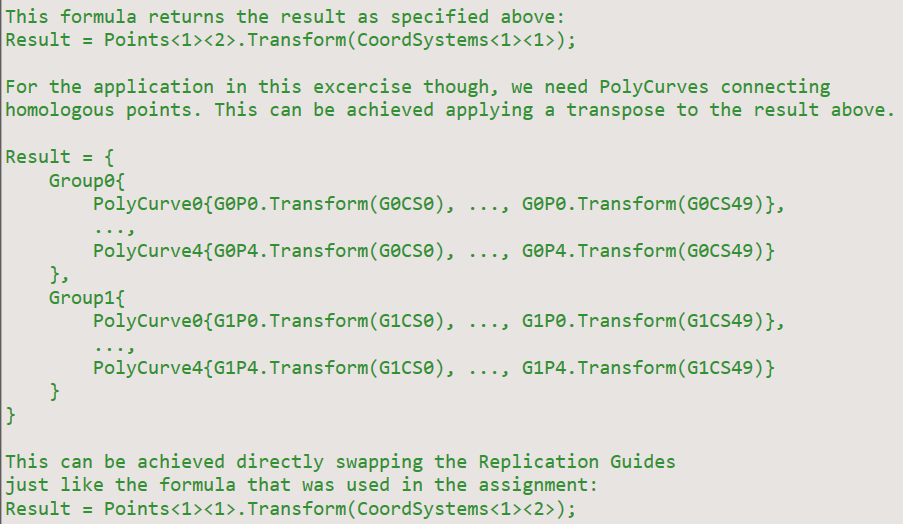 This formula returns the result as specified above:
Result = Points<1><2>.Transform(CoordSystems<1><1>);
For the application in this excercise though, we need PolyCurves connecting
homologous points. This can be achieved applying a transpose to the result above.
Result = {
Group0{
PolyCurve0{G0P0.Transform(G0CS0), ..., G0P0.Transform(G0CS49)},
...,
PolyCurve4{G0P4.Transform(G0CS0), ..., G0P4.Transform(G0CS49)}
},
Group1{
PolyCurve0{G1P0.Transform(G1CS0), ..., G1P0.Transform(G1CS49)},
...,
PolyCurve4{G1P4.Transform(G1CS0), ..., G1P4.Transform(G1CS49)}
}
}
This can be achieved directly swapping the Replication Guides
just like the formula that was used in the assignment:
Result = Points<1><1>.Transform(CoordSystems<1><2>);